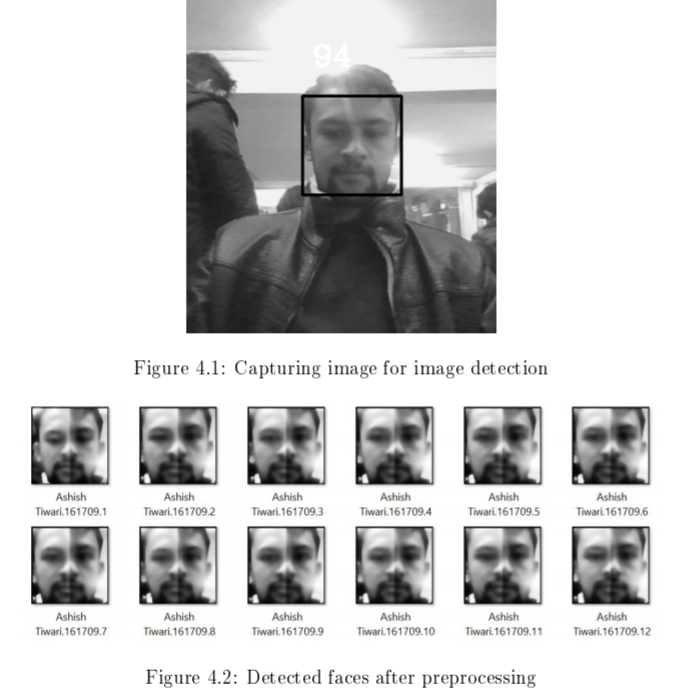 94
Figure 4.1: Capturing image for image detection
Ashish Ashish Ashish Ashish Ashish Ashish
Tiwari.161709.1 Tiwari.161709.2 Tiwari.161709.3 Tiwari.161709.4 Tiwari.161709.5 Tiwari.161709.6
Ashish Ashish Ashish Ashish Ashish Ashish
Tiwari.161709.7 Tiwari.161709.8 Tiwari.161709.9 Tiwari.161709.10 Tiwari.161709.11 Tiwari.161709.12
Figure 4.2: Detected faces after preprocessing